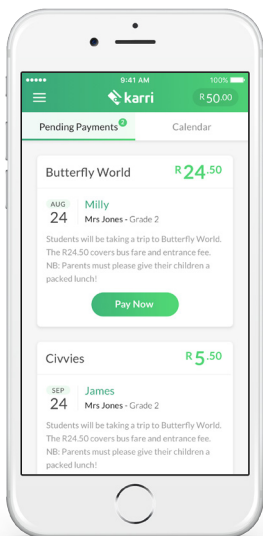 9:41 AM
100%
karri
R50.00
Pending Payments 2
Calendar
Butterfly World
R24.50
AUG
24
Milly
Mrs Jones - Grade 2
Students will be taking a trip to Butterfly World.
The R24.50 covers bus fare and entrance fee.
NB: Parents must please give their children a
packed lunch!
Pay Now
Civvies
R5.50
SEP
24
James
Mrs Jones - Grade 2
Students will be taking a trip to Butterfly World.
The R24.50 covers bus fare and entrance fee.
NB: Parents must please give their children a
packed lunch!